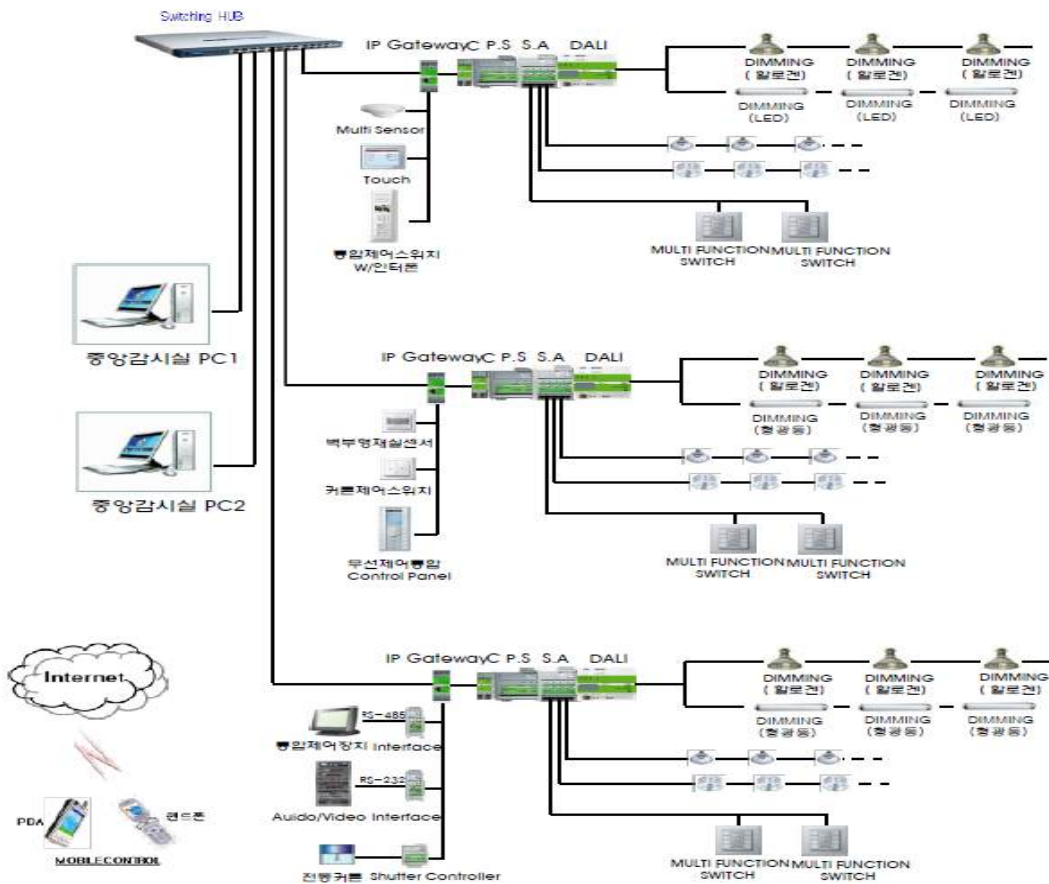 Switching HUB
IP GatewayC P.S S.A DALI
DIMMING
(할로겐)
DIMMING
(할로겐)
DIMMING
(할로겐)
DIMMING
(LED)
DIMMING
(LED)
DIMMING
(LED)
Multi Sensor
Touch
통합제어스위치
W/인터폰
MULTI FUNCTION
SWITCH
MULTI FUNCTION
SWITCH
중앙감시실 PC1
IP GatewayC P.S S.A DALI
DIMMING
(할로겐)
DIMMING
(할로겐)
DIMMING
(할로겐)
DIMMING
(형광등)
DIMMING
(형광등)
DIMMING
(형광등)
벽부형재실센서
커튼제어스위치
중앙감시실 PC2
무선제어통합
Control Panel
MULTI FUNCTION
SWITCH
MULTI FUNCTION
SWITCH
IP GatewayC P.S S.A DALI
DIMMING
(할로겐)
DIMMING
(할로겐)
DIMMING
(할로겐)
DIMMING
(형광등)
DIMMING
(형광등)
DIMMING
(형광등)
Internet
RS-485
통합제어장치 Interface
RS-232
Auido/Video Interface
PDA
핸드폰
MOBILE CONTROL
전동커튼 Shutter Controller
MULTI FUNCTION
SWITCH
MULTI FUNCTION
SWITCH